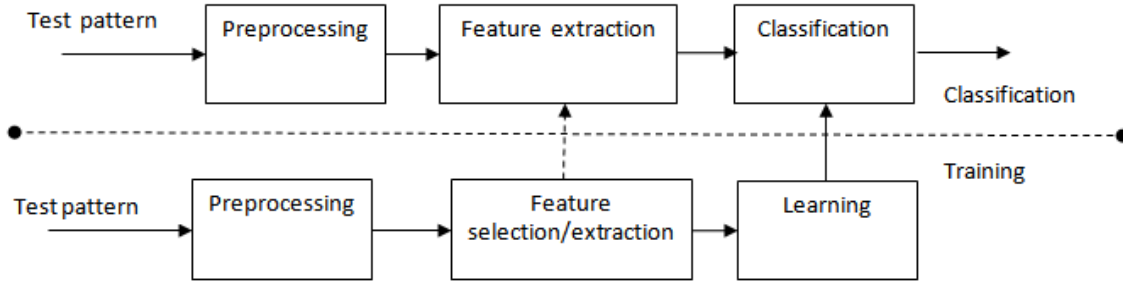 Test pattern
Preprocessing
Feature extraction
Classification
Classification
Training
Test pattern
Preprocessing
Feature
selection/extraction
Learning